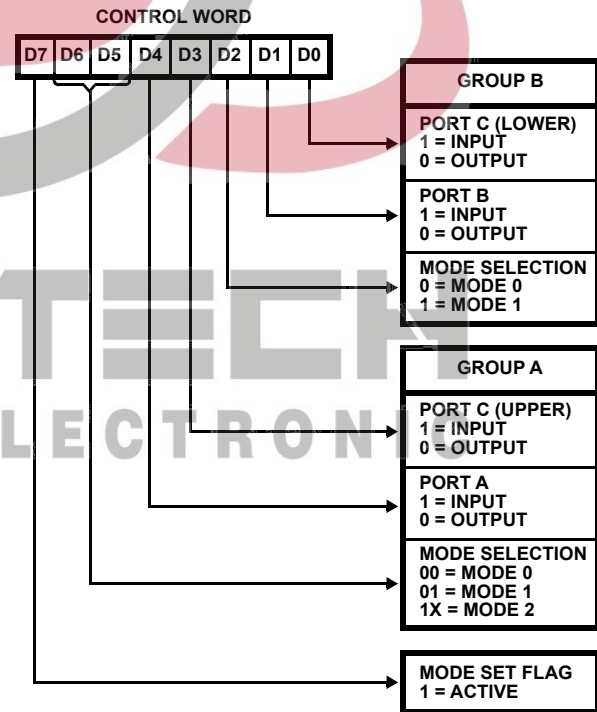 CONTROL WORD
D7 D6 D5 D4 D3 D2 D1 D0
GROUP B
PORT C (LOWER)
1 = INPUT
0 = OUTPUT
PORT B
1 = INPUT
0 = OUTPUT
MODE SELECTION
0 = MODE 0
1 = MODE 1
GROUP A
PORT C (UPPER)
1 = INPUT
0 = OUTPUT
PORT A
1 = INPUT
0 = OUTPUT
MODE SELECTION
00 = MODE 0
01 = MODE 1
1X = MODE 2
MODE SET FLAG
1 = ACTIVE
TECH
LECTRONIC